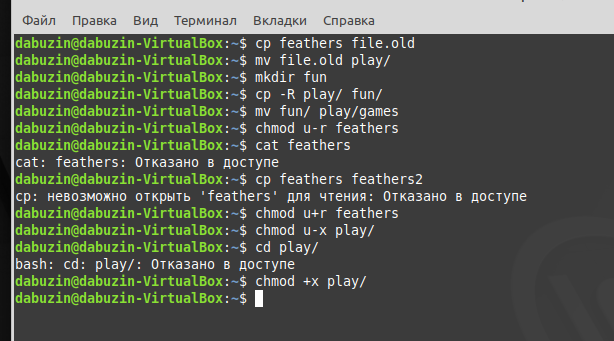 Файл Правка Вид Терминал Вкладки Справка
dabuzin@dabuzin-VirtualBox:~$ cp feathers file.old
dabuzin@dabuzin-VirtualBox:~$ mv file.old play/
dabuzin@dabuzin-VirtualBox:~$ mkdir fun
dabuzin@dabuzin-VirtualBox:~$ cp -R play/ fun/
dabuzin@dabuzin-VirtualBox:~$ mv fun/ play/games
dabuzin@dabuzin-VirtualBox:~$ chmod u-r feathers
dabuzin@dabuzin-VirtualBox:~$ cat feathers
cat: feathers: Отказано в доступе
dabuzin@dabuzin-VirtualBox:~$ cp feathers feathers2
cp: невозможно открыть 'feathers' для чтения: Отказано в доступе
dabuzin@dabuzin-VirtualBox:~$ chmod u+r feathers
dabuzin@dabuzin-VirtualBox:~$ chmod u-x play/
dabuzin@dabuzin-VirtualBox:~$ cd play/
bash: cd: play/: Отказано в доступе
dabuzin@dabuzin-VirtualBox:~$ chmod +x play/
dabuzin@dabuzin-VirtualBox:~$